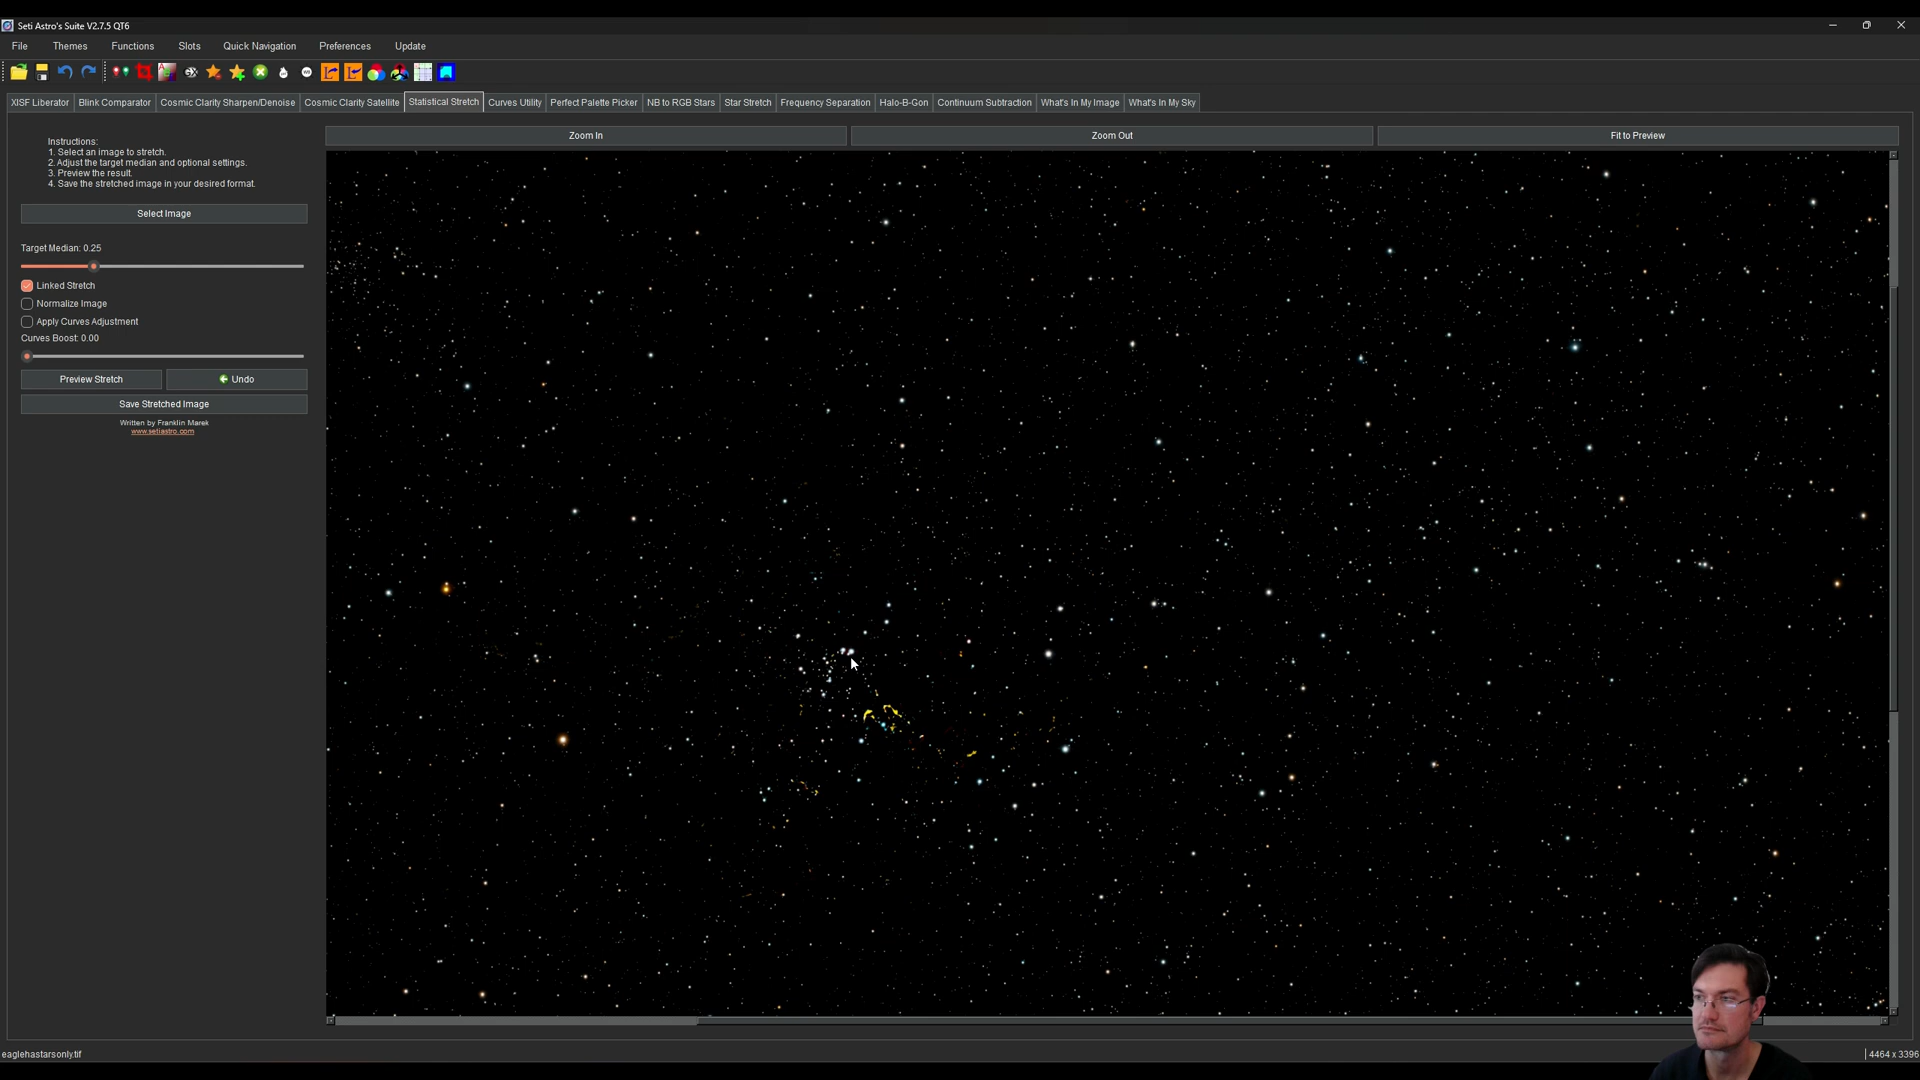 Seti Astro's Suite V2.7.5 QT6
File Themes Functions Slots Quick Navigation Preferences Update
XISF Liberator Blink Comparator Cosmic Clarity Sharpen/Denoise Cosmic Clarity Satellite Statistical Stretch Curves Utility Perfect Palette Picker NB to RGB Stars Star Stretch Frequency Separation Halo-B-Gon Continuum Subtraction What's In My Image What's In My Sky
Zoom In Zoom Out Fit to Preview
Instructions:
1. Select an image to stretch.
2. Adjust the target median and optional settings.
3. Preview the result.
4. Save the stretched image in your desired format.
Select Image
Target Median: 0.25
Linked Stretch
Normalize Image
Apply Curves Adjustment
Curves Boost: 0.00
Preview Stretch Undo
Save Stretched Image
Written by Franklin Marek
www.setiastro.com
eaglehastarsonly.tif 4464 x 3396